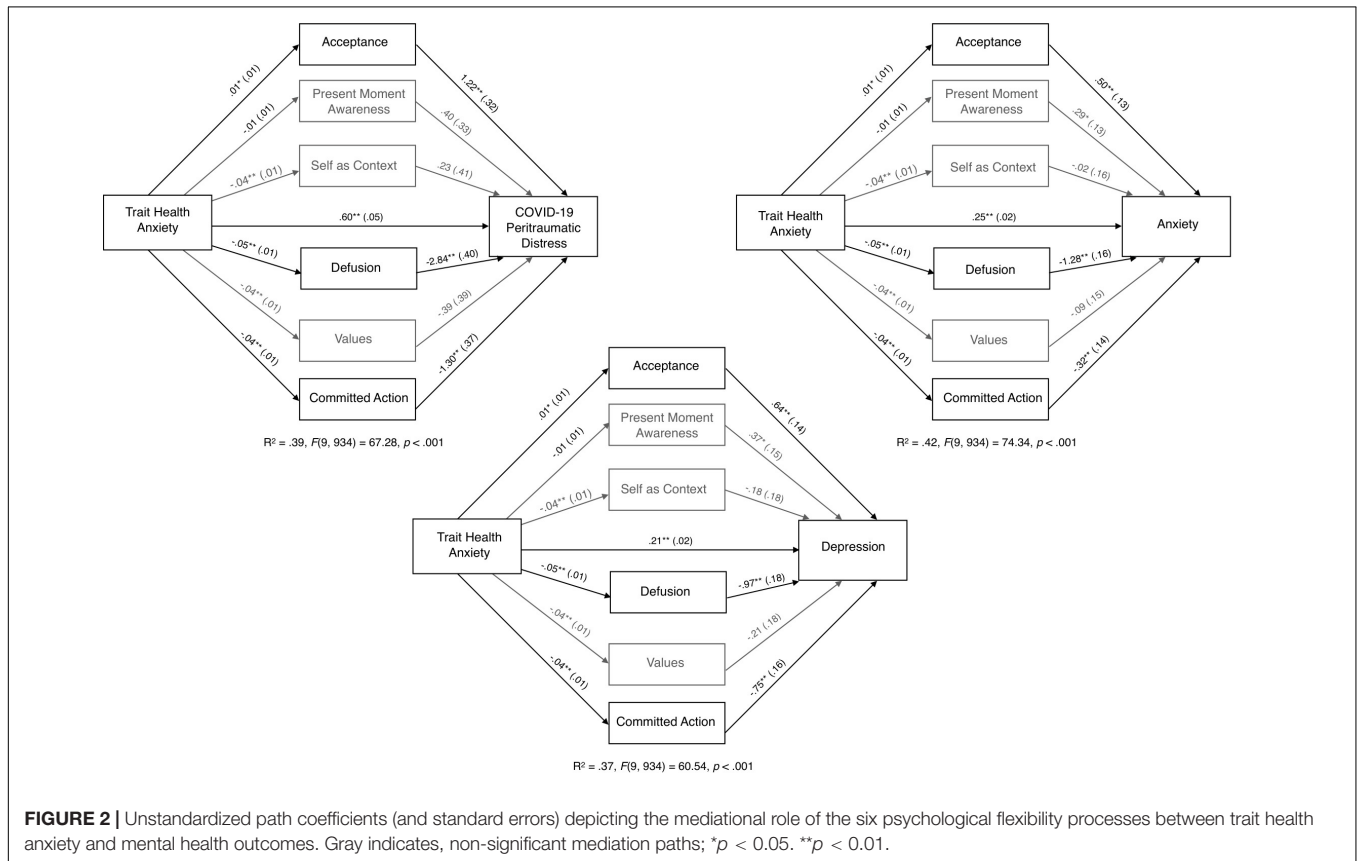 Acceptance
.01* (.01)
1.22** (.32)
Present Moment
Awareness
-.01 (.01)
.40 (.33)
Self as Context
-.04** (.01)
.23 (.41)
Trait Health
Anxiety
.60** (.05)
COVID-19
Peritraumatic
Distress
-.05** (.01)
Defusion
-2.84** (.40)
-.04** (.01)
Values
-.39 (.39)
-.04** (.01)
Committed Action
-1.30** (.37)
R² = .39, F(9, 934) = 67.28, p < .001
Acceptance
.01* (.01)
.50** (.13)
Present Moment
Awareness
-.01 (.01)
.29* (.13)
Self as Context
-.04** (.01)
-.02 (.16)
Trait Health
Anxiety
.25** (.02)
Anxiety
-.05** (.01)
Defusion
-1.28** (.16)
-.04** (.01)
Values
-.09 (.15)
-.04** (.01)
Committed Action
-.32** (.14)
R² = .42, F(9, 934) = 74.34, p < .001
Acceptance
.01* (.01)
.64** (.14)
Present Moment
Awareness
-.01 (.01)
.37* (.15)
Self as Context
-.04** (.01)
-.18 (.18)
Trait Health
Anxiety
.21** (.02)
Depression
-.05** (.01)
Defusion
-.97** (.18)
-.04** (.01)
Values
-.21 (.18)
-.04** (.01)
Committed Action
-.75** (.16)
R² = .37, F(9, 934) = 60.54, p < .001
FIGURE 2 | Unstandardized path coefficients (and standard errors) depicting the mediational role of the six psychological flexibility processes between trait health
anxiety and mental health outcomes. Gray indicates, non-significant mediation paths; *p < 0.05. **p < 0.01.